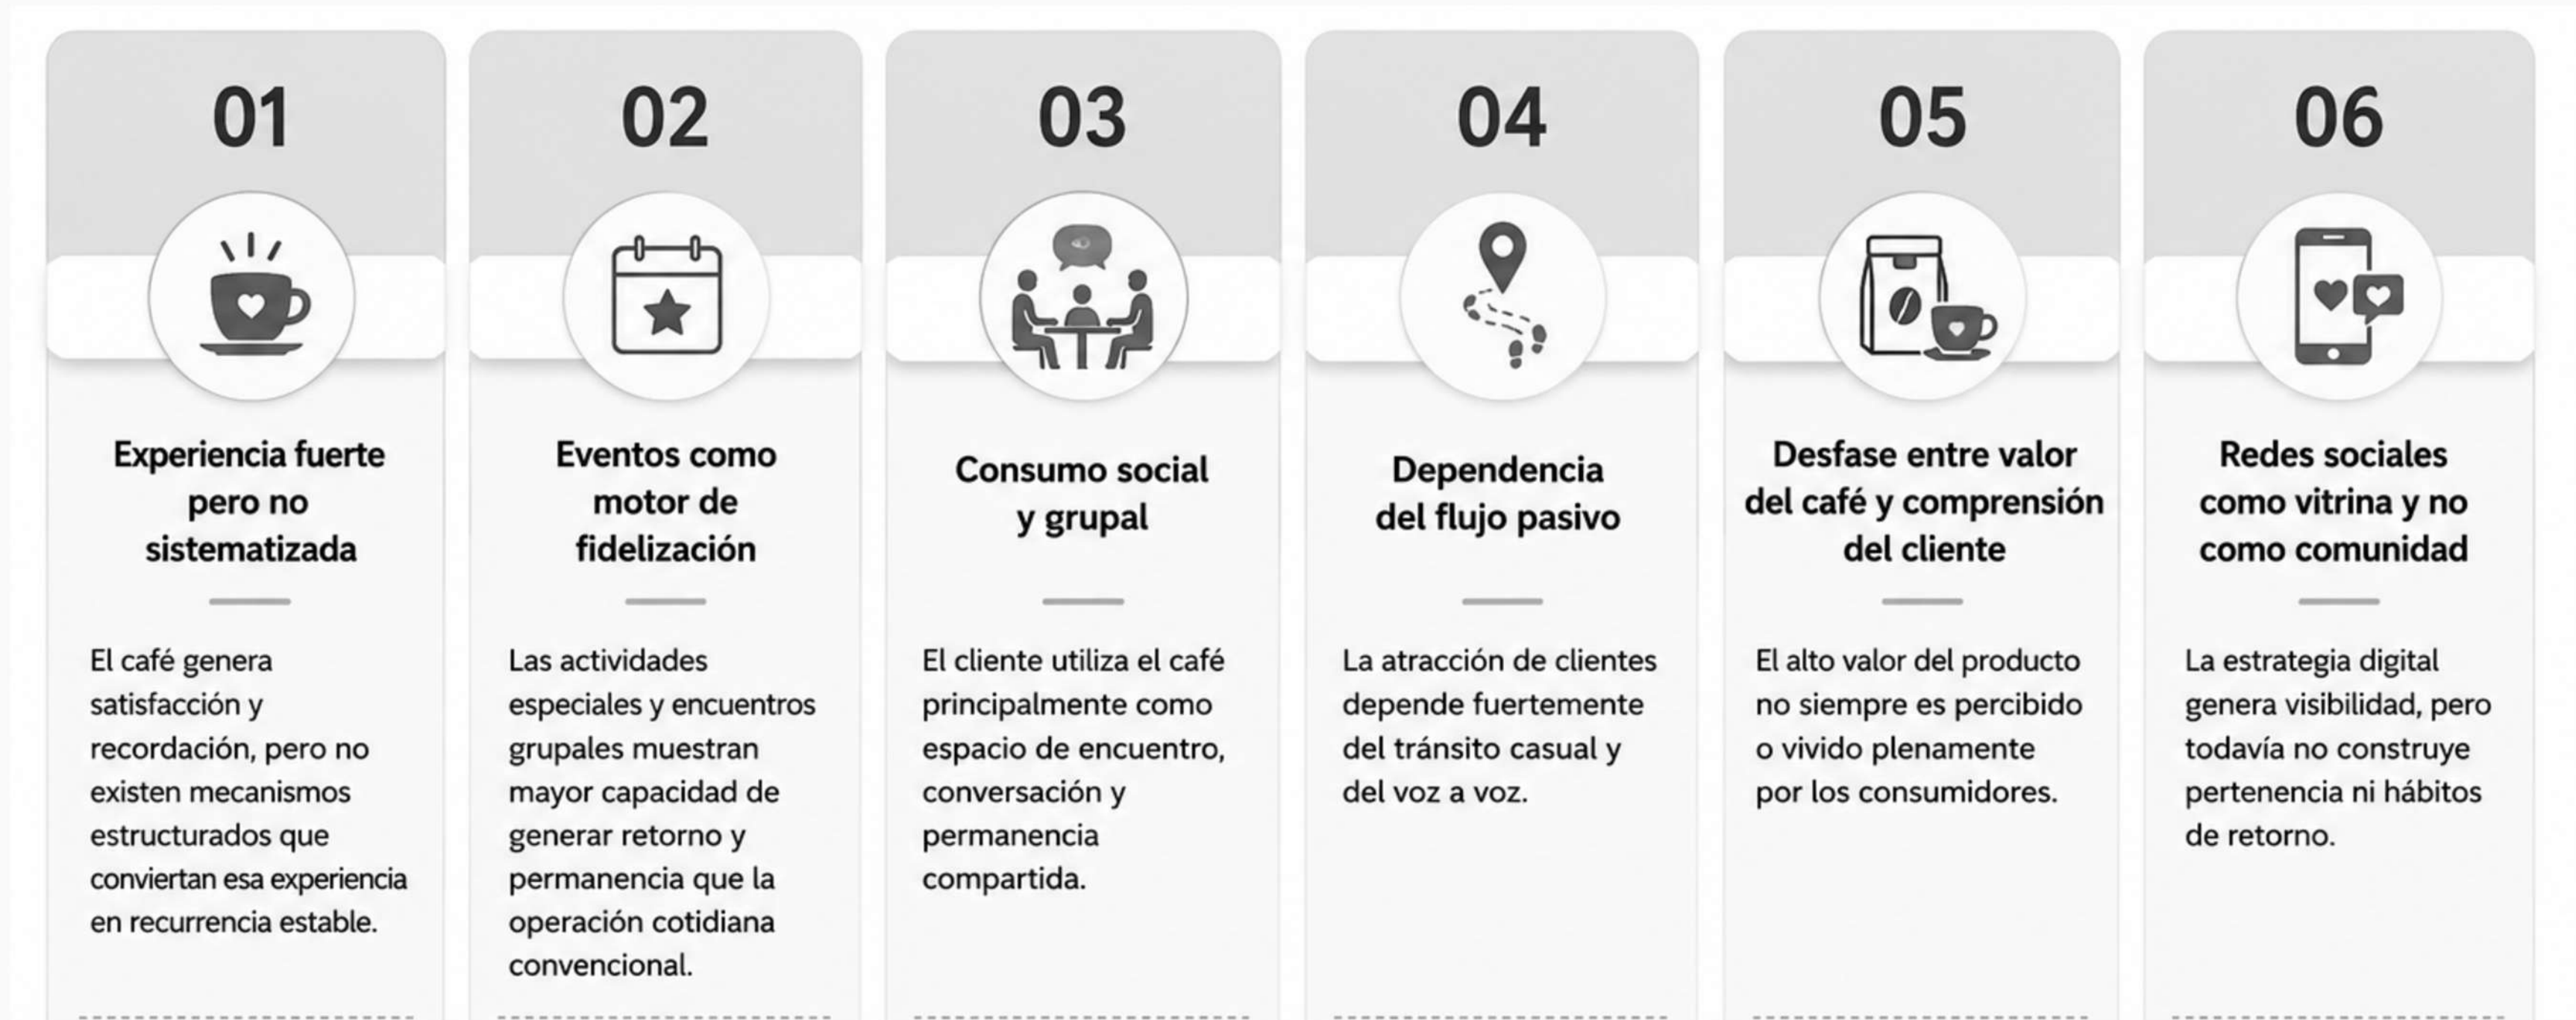 01
Experiencia fuerte
pero no
sistematizada
El café genera
satisfacción y
recordación, pero no
existen mecanismos
estructurados que
conviertan esa experiencia
en recurrencia estable.
02
Eventos como
motor de
fidelización
Las actividades
especiales y encuentros
grupales muestran
mayor capacidad de
generar retorno y
permanencia que la
operación cotidiana
convencional.
03
Consumo social
y grupal
El cliente utiliza el café
principalmente como
espacio de encuentro,
conversación y
permanencia
compartida.
04
Dependencia
del flujo pasivo
La atracción de clientes
depende fuertemente
del tránsito casual y
del voz a voz.
05
Desfase entre valor
del café y comprensión
del cliente
El alto valor del producto
no siempre es percibido
o vivido plenamente
por los consumidores.
06
Redes sociales
como vitrina y no
como comunidad
La estrategia digital
genera visibilidad, pero
todavía no construye
pertenencia ni hábitos
de retorno.